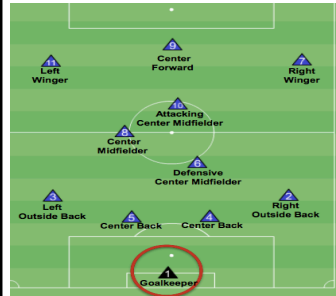 9
Center
Forward
11
Left
Winger
7
Right
Winger
10
Attacking
Center Midfielder
8
Center
Midfielder
6
Defensive
Center Midfielder
3
Left
Outside Back
2
Right
Outside Back
5
Center Back
4
Center Back
1
Goalkeeper